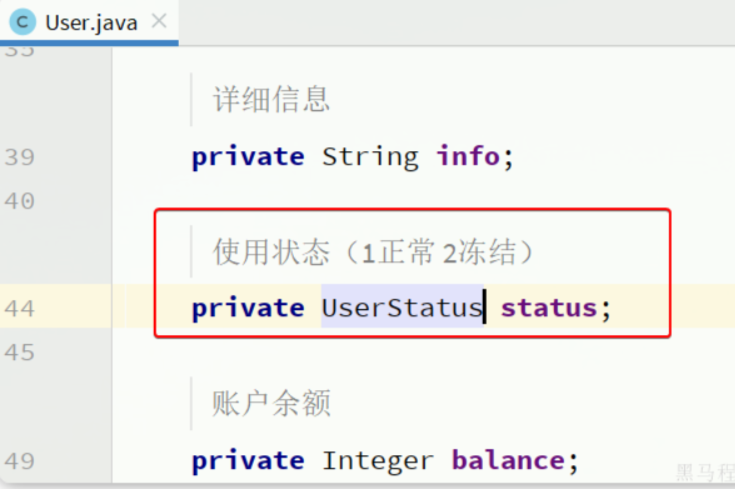 C User.java ×
35
详细信息
39 private String info;
40
使用状态（1正常 2冻结）
44 private UserStatus status;
45
账户余额
49 private Integer balance;
黑马程